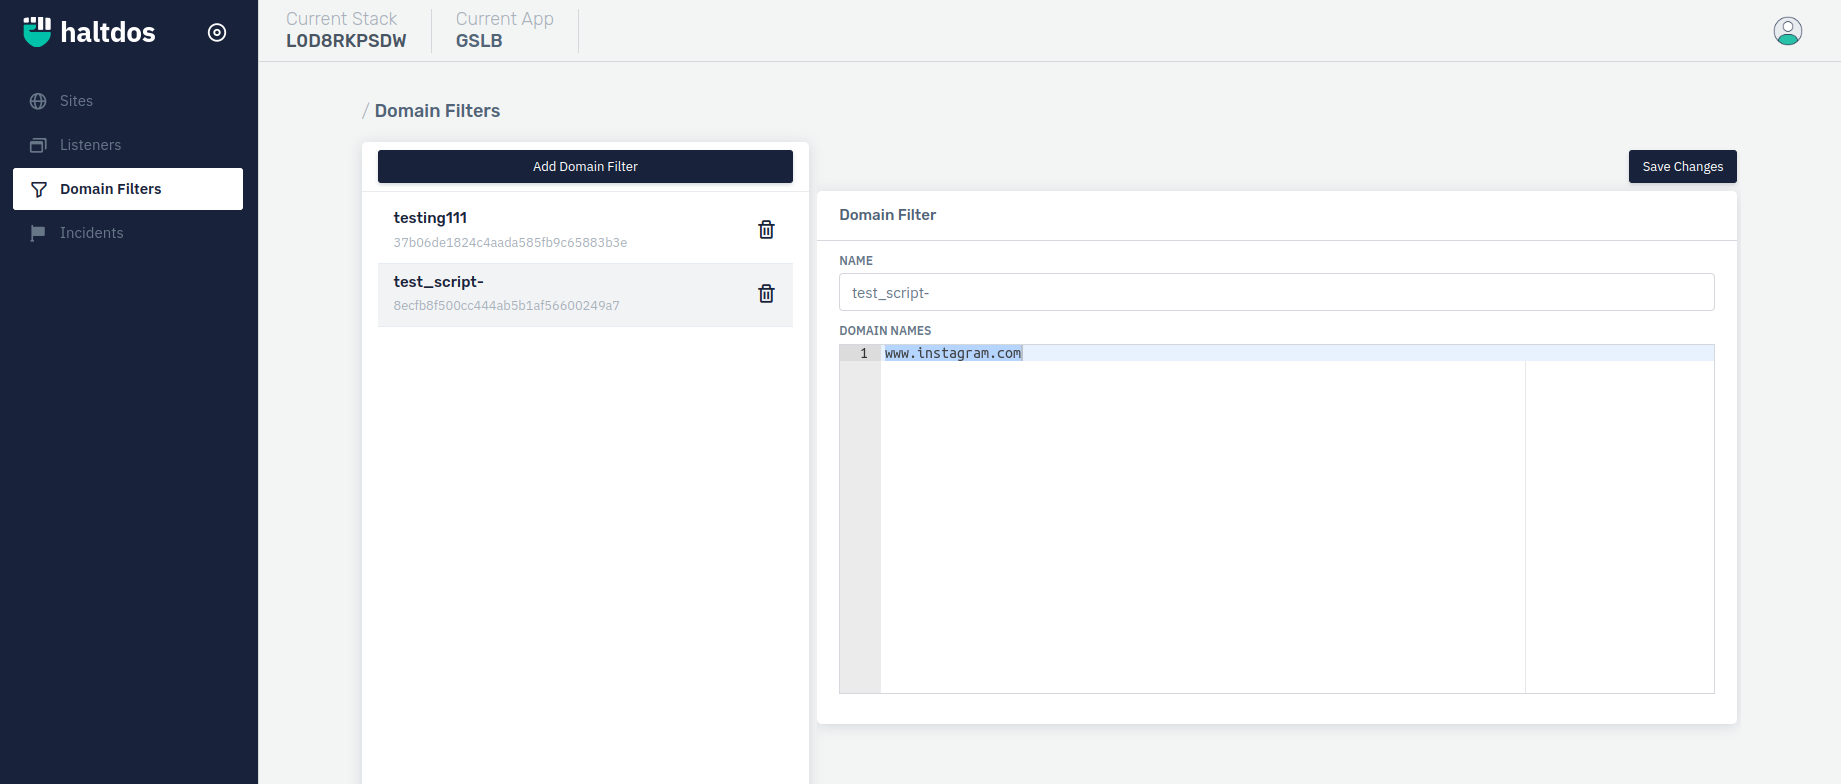 haltdos
Sites
Listeners
Domain Filters
Incidents
Current Stack
L0D8RKPSDW
Current App
GSLB
/ Domain Filters
Add Domain Filter
testing111
37b06de1824c4aada585fb9c65883b3e
test_script-
8ecfb8f500cc444ab5b1af56600249a7
Save Changes
Domain Filter
NAME
test_script-
DOMAIN NAMES
1 www.instagram.com